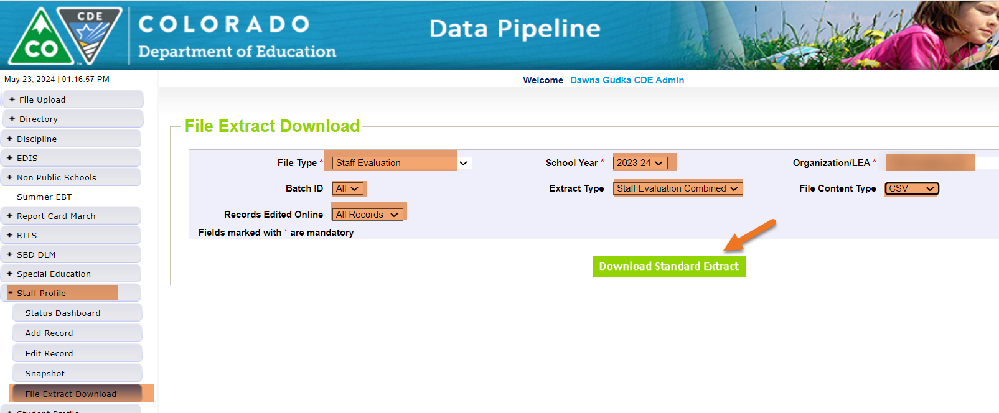 CO
CDE
TM
COLORADO
Department of Education
Data Pipeline
May 23, 2024 | 01:16:57 PM
Welcome Dawna Gudka CDE Admin
+ File Upload
+ Directory
+ Discipline
+ EDIS
+ Non Public Schools
Summer EBT
+ Report Card March
+ RITS
+ SBD DLM
+ Special Education
- Staff Profile
Status Dashboard
Add Record
Edit Record
Snapshot
File Extract Download
+ Student Profile
File Extract Download
File Type * Staff Evaluation School Year * 2023-24 Organization/LEA *
Batch ID All Extract Type Staff Evaluation Combined File Content Type CSV
Records Edited Online All Records
Fields marked with * are mandatory
Download Standard Extract